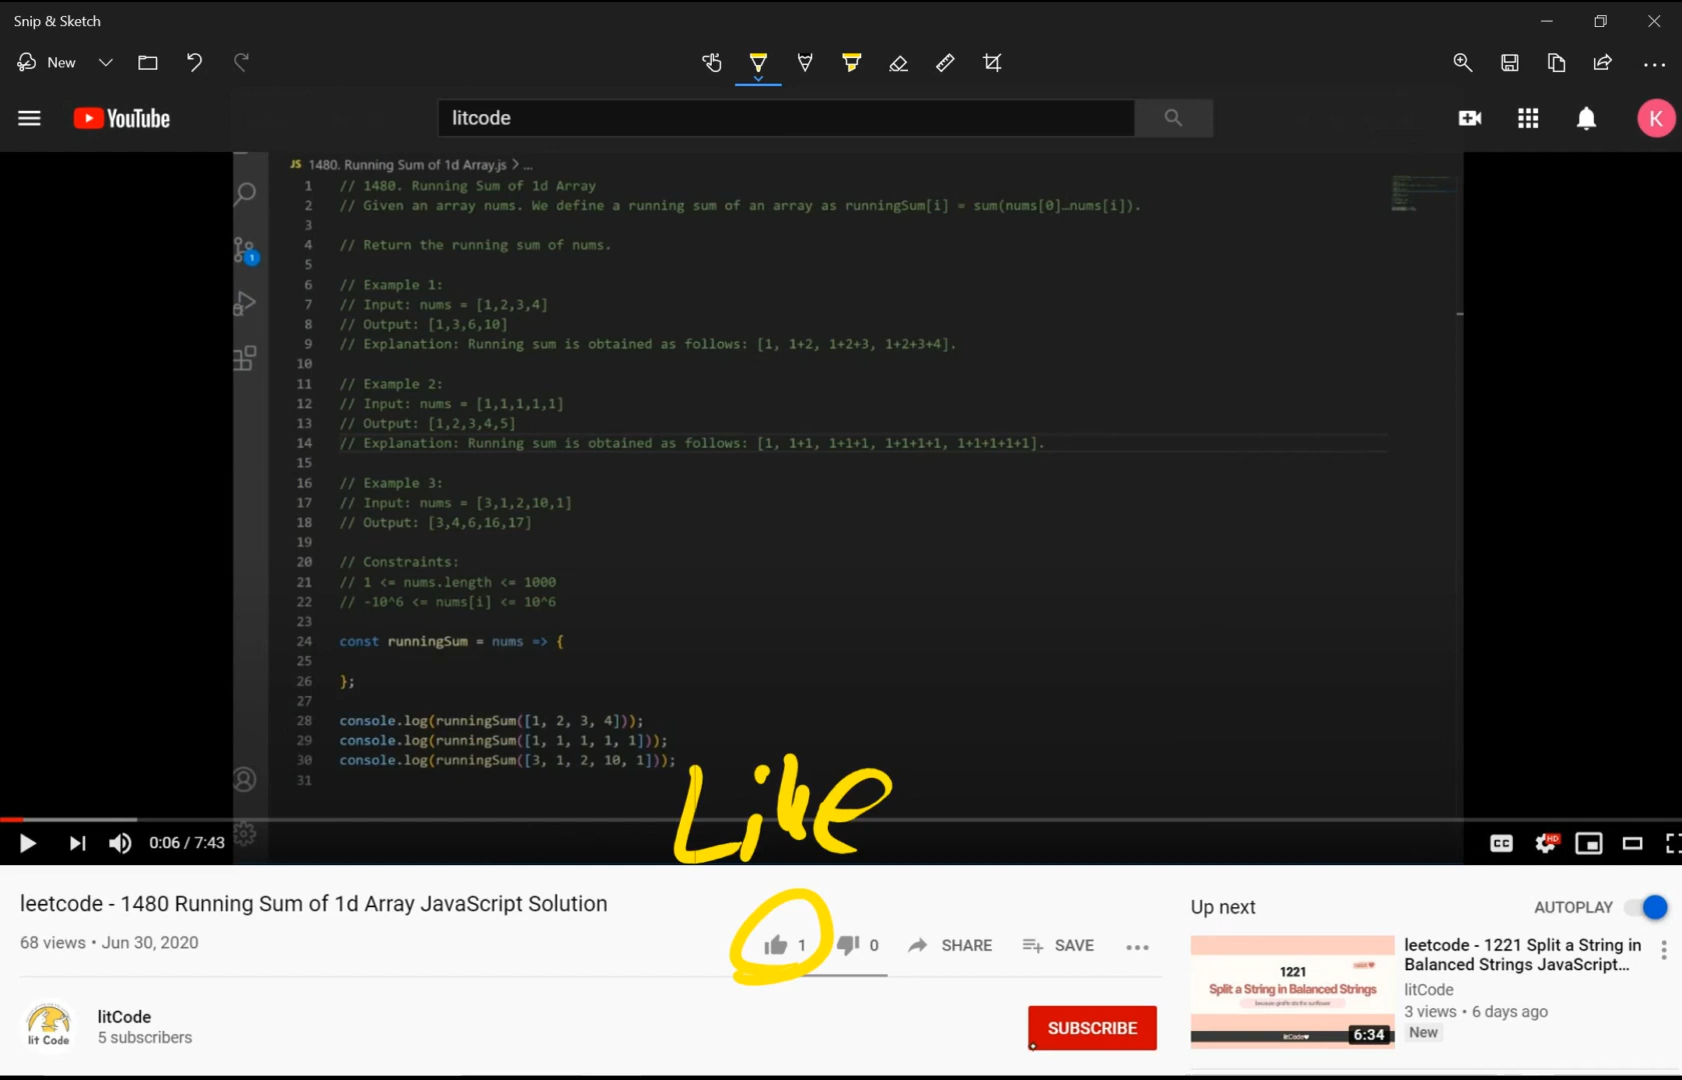 Snip & Sketch
New
YouTube
litcode
K
JS 1480. Running Sum of 1d Array.js > ...
1 // 1480. Running Sum of 1d Array
2 // Given an array nums. We define a running sum of an array as runningSum[i] = sum(nums[0]…nums[i]).
3
4 // Return the running sum of nums.
5
6 // Example 1:
7 // Input: nums = [1,2,3,4]
8 // Output: [1,3,6,10]
9 // Explanation: Running sum is obtained as follows: [1, 1+2, 1+2+3, 1+2+3+4].
10
11 // Example 2:
12 // Input: nums = [1,1,1,1,1]
13 // Output: [1,2,3,4,5]
14 // Explanation: Running sum is obtained as follows: [1, 1+1, 1+1+1, 1+1+1+1, 1+1+1+1+1].
15
16 // Example 3:
17 // Input: nums = [3,1,2,10,1]
18 // Output: [3,4,6,16,17]
19
20 // Constraints:
21 // 1 <= nums.length <= 1000
22 // -10^6 <= nums[i] <= 10^6
23
24 const runningSum = nums => {
25
26 };
27
28 console.log(runningSum([1, 2, 3, 4]));
29 console.log(runningSum([1, 1, 1, 1, 1]));
30 console.log(runningSum([3, 1, 2, 10, 1]));
31
1
Like
0:06 / 7:43
CC
HD
leetcode - 1480 Running Sum of 1d Array JavaScript Solution
68 views • Jun 30, 2020
1 0 SHARE SAVE
lit Code
litCode
5 subscribers
SUBSCRIBE
Up next
AUTOPLAY
1221
Split a String in Balanced Strings
litCode
6:34
leetcode - 1221 Split a String in
Balanced Strings JavaScript...
litCode
3 views • 6 days ago
New